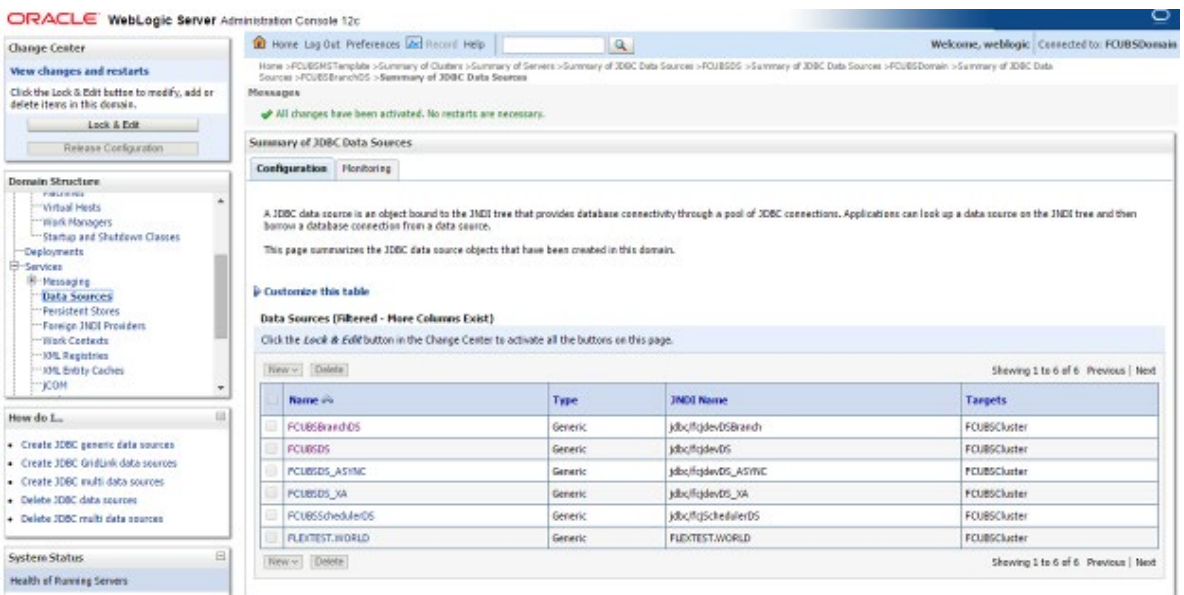 ORACLE WebLogic Server Administration Console 12c
Change Center
View changes and restarts
Click the Lock & Edit button to modify, add or
delete items in this domain.
Lock & Edit
Release Configuration
Domain Structure
Machines
Virtual Hosts
Work Managers
Startup and Shutdown Classes
Deployments
Services
Messaging
Data Sources
Persistent Stores
Foreign JNDI Providers
Work Contexts
XML Registries
XML Entity Caches
jCOM
How do I...
Create JDBC generic data sources
Create JDBC GridLink data sources
Create JDBC multi data sources
Delete JDBC data sources
Delete JDBC multi data sources
System Status
Health of Running Servers
Home Log Out Preferences Record Help
Welcome, weblogic Connected to: FCUBSDomain
Home >FCUBSMSTemplate >Summary of Clusters >Summary of Servers >Summary of JDBC Data Sources >FCUBSDS >Summary of JDBC Data Sources >FCUBSDomain >Summary of JDBC Data
Sources >FCUBSBranchDS >Summary of JDBC Data Sources
Messages
All changes have been activated. No restarts are necessary.
Summary of JDBC Data Sources
Configuration Monitoring
A JDBC data source is an object bound to the JNDI tree that provides database connectivity through a pool of JDBC connections. Applications can look up a data source on the JNDI tree and then
borrow a database connection from a data source.
This page summarizes the JDBC data source objects that have been created in this domain.
Customize this table
Data Sources (Filtered - More Columns Exist)
Click the Lock & Edit button in the Change Center to activate all the buttons on this page.
New Delete Showing 1 to 6 of 6 Previous | Next
Name Type JNDI Name Targets
FCUBSBranchDS Generic jdbc/fcjdevDSBranch FCUBSCluster
FCUBSDS Generic jdbc/fcjdevDS FCUBSCluster
FCUBSDS_ASYNC Generic jdbc/fcjdevDS_ASYNC FCUBSCluster
FCUBSDS_XA Generic jdbc/fcjdevDS_XA FCUBSCluster
FCUBSSchedulerDS Generic jdbc/fcjSchedulerDS FCUBSCluster
FLEXTEST.WORLD Generic FLEXTEST.WORLD FCUBSCluster
New Delete Showing 1 to 6 of 6 Previous | Next